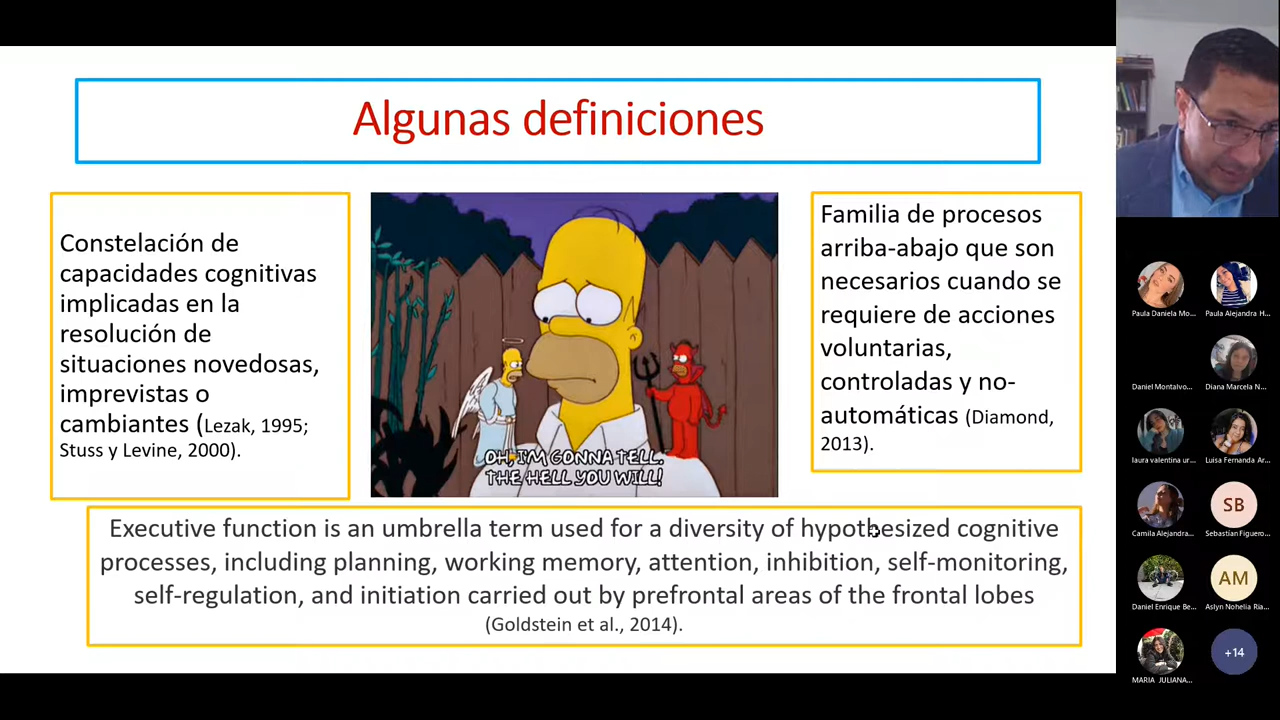 Algunas definiciones
Constelación de
capacidades cognitivas
implicadas en la
resolución de
situaciones novedosas,
imprevistas o
cambiantes (Lezak, 1995;
Stuss y Levine, 2000).
OH, I'M GONNA TELL.
THE HELL YOU WILL!
Familia de procesos
arriba-abajo que son
necesarios cuando se
requiere de acciones
voluntarias,
controladas y no-
automáticas (Diamond,
2013).
Executive function is an umbrella term used for a diversity of hypothesized cognitive
processes, including planning, working memory, attention, inhibition, self-monitoring,
self-regulation, and initiation carried out by prefrontal areas of the frontal lobes
(Goldstein et al., 2014).
Paula Daniela Mo...
Paula Alejandra H...
Daniel Montalvo...
Diana Marcela N...
laura valentina ur...
Luisa Fernanda Ar...
Camila Alejandra...
SB
Sebastian Figuero...
Daniel Enrique Be...
AM
Aslyn Nohelia Ria...
MARIA JULIANA...
+14